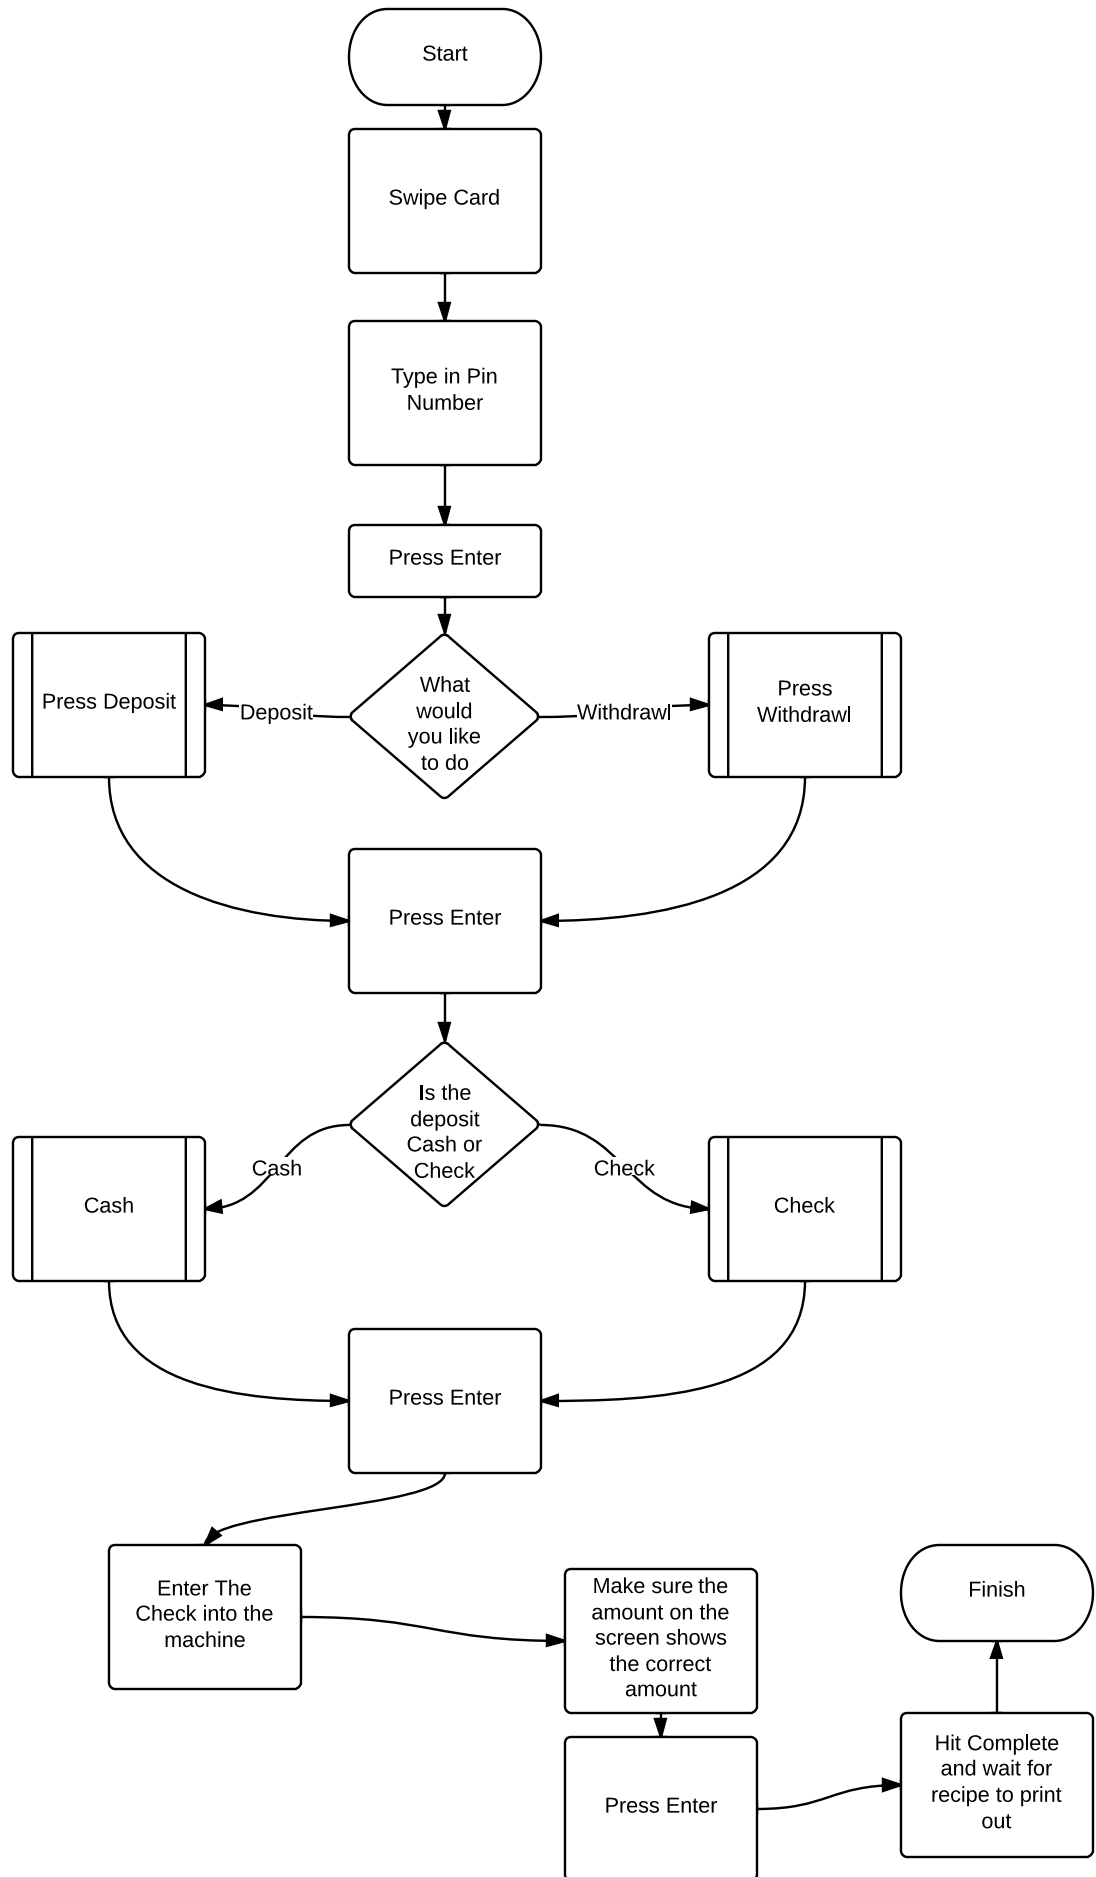 Start
Swipe Card
Type in Pin
Number
Press Enter
What
would
you like
to do
Deposit
Withdrawl
Press Deposit
Press
Withdrawl
Press Enter
Is the
deposit
Cash or
Check
Cash
Check
Cash
Check
Press Enter
Enter The
Check into the
machine
Make sure the
amount on the
screen shows
the correct
amount
Press Enter
Hit Complete
and wait for
recipe to print
out
Finish